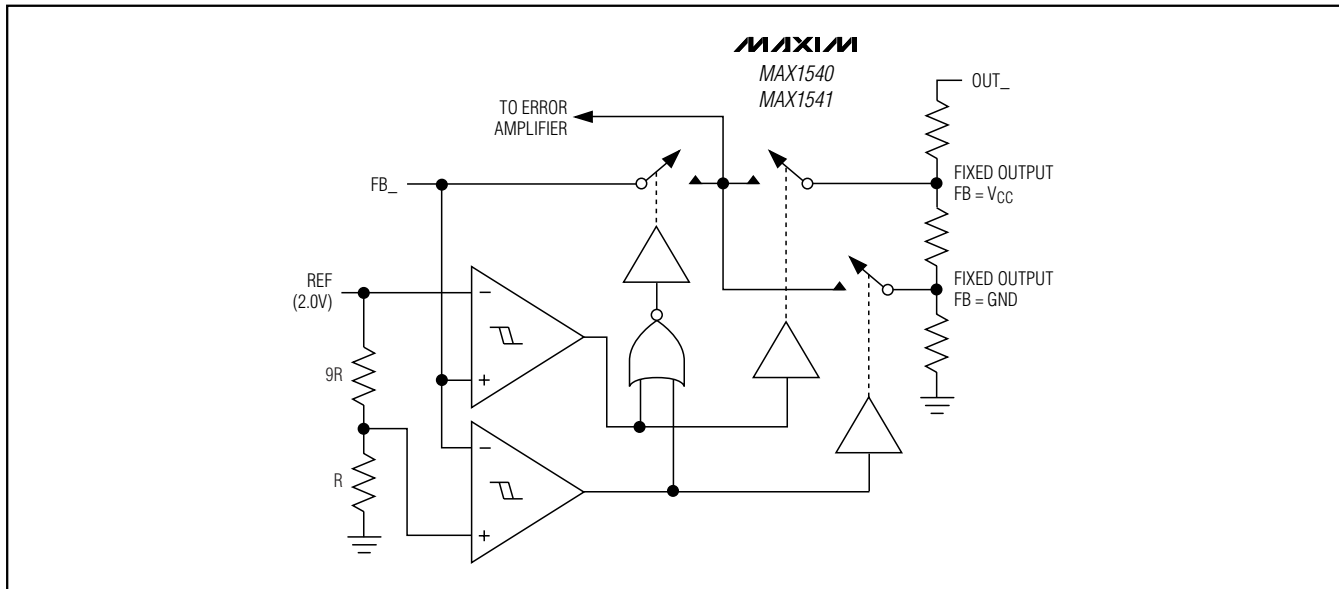 MAXIM
MAX1540
MAX1541
OUT_
TO ERROR
AMPLIFIER
FB_
FIXED OUTPUT
FB = VCC
REF
(2.0V)
−
FIXED OUTPUT
FB = GND
9R
+
−
R
+